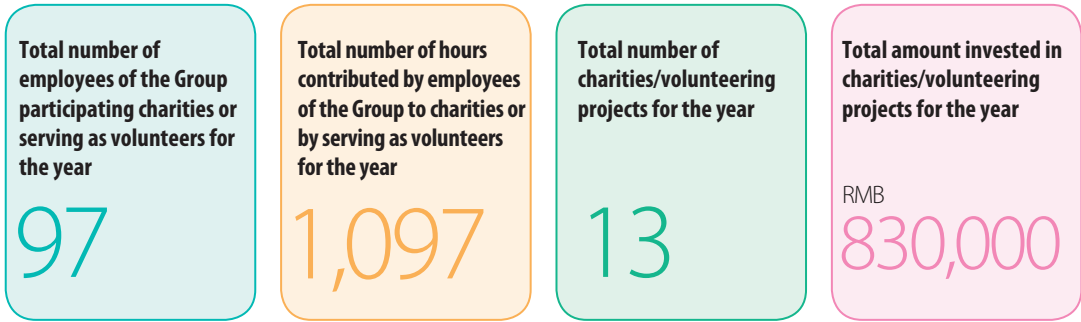 Total number of
employees of the Group
participating charities or
serving as volunteers for
the year
97
Total number of hours
contributed by employees
of the Group to charities or
by serving as volunteers
for the year
1,097
Total number of
charities/volunteering
projects for the year
13
Total amount invested in
charities/volunteering
projects for the year
RMB
830,000